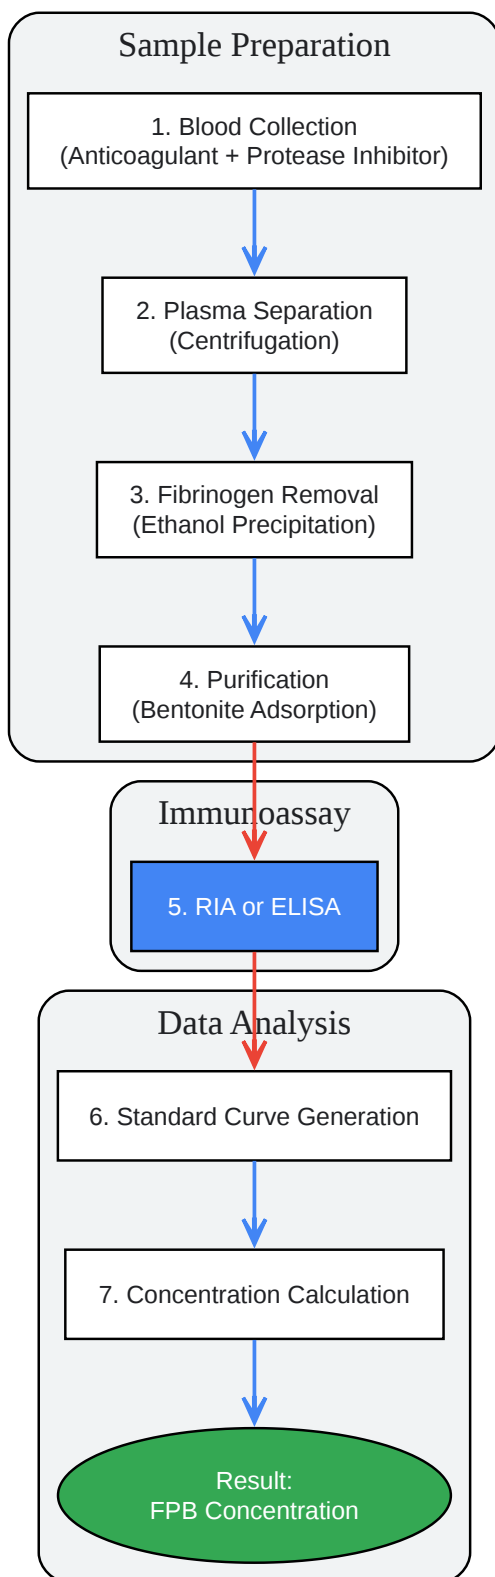 Sample Preparation
1. Blood Collection
(Anticoagulant + Protease Inhibitor)
2. Plasma Separation
(Centrifugation)
3. Fibrinogen Removal
(Ethanol Precipitation)
4. Purification
(Bentonite Adsorption)
Immunoassay
5. RIA or ELISA
Data Analysis
6. Standard Curve Generation
7. Concentration Calculation
Result:
FPB Concentration